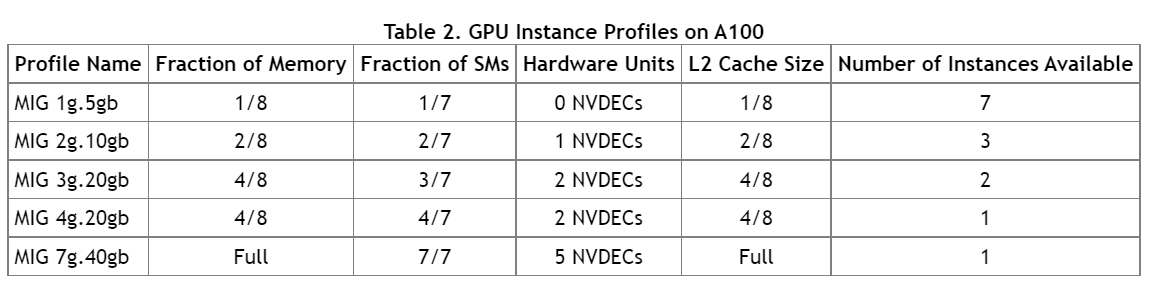 Table 2. GPU Instance Profiles on A100
Profile Name Fraction of Memory Fraction of SMs Hardware Units L2 Cache Size Number of Instances Available
MIG 1g.5gb 1/8 1/7 0 NVDECs 1/8 7
MIG 2g.10gb 2/8 2/7 1 NVDECs 2/8 3
MIG 3g.20gb 4/8 3/7 2 NVDECs 4/8 2
MIG 4g.20gb 4/8 4/7 2 NVDECs 4/8 1
MIG 7g.40gb Full 7/7 5 NVDECs Full 1